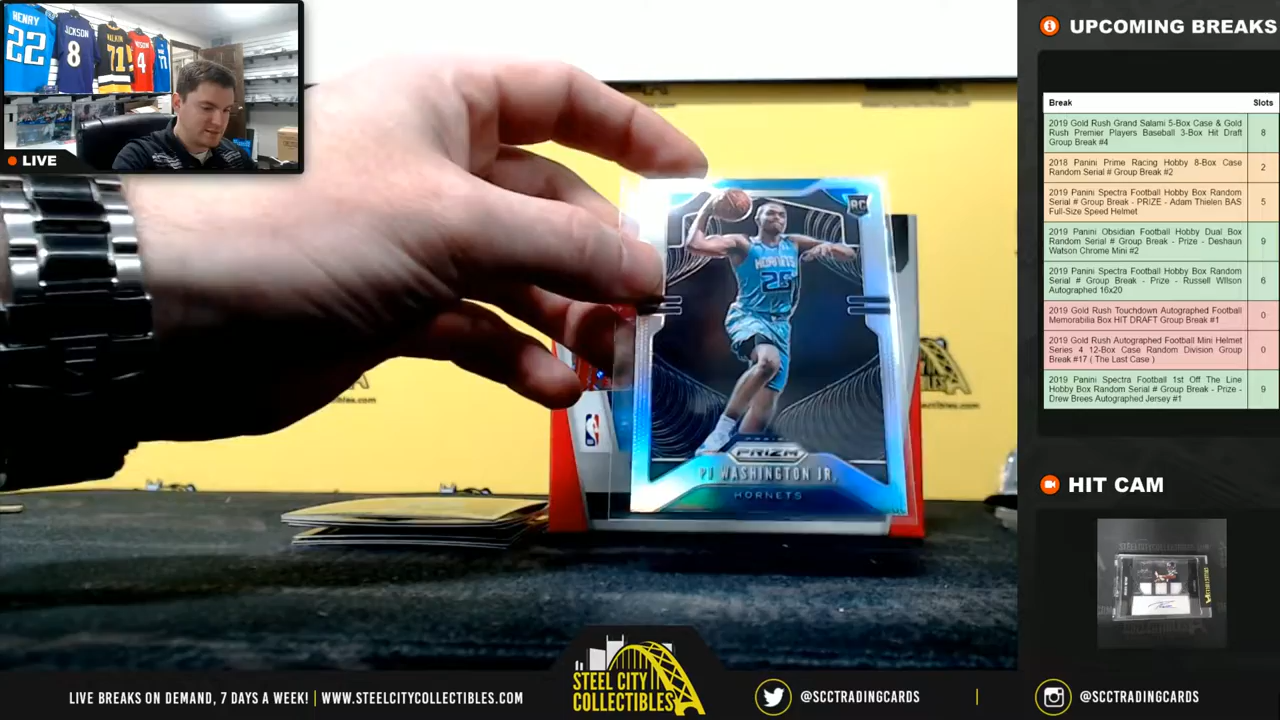 HENRY
22
JACKSON
8
MALKIN
71
4
LIVE
UPCOMING BREAKS
Break Slots
2019 Gold Rush Grand Salami 5-Box Case & Gold
Rush Premier Players Baseball 3-Box Hit Draft
Group Break #4
8
2018 Panini Prime Racing Hobby 8-Box Case
Random Serial # Group Break #2
2
2019 Panini Spectra Football Hobby Box Random
Serial # Group Break - PRIZE - Adam Thielen BAS
Full-Size Speed Helmet
5
2019 Panini Obsidian Football Hobby Dual Box
Random Serial # Group Break - Prize - Deshaun
Watson Chrome Mini #2
9
2019 Panini Spectra Football Hobby Box Random
Serial # Group Break - Prize - Russell Wilson
Autographed 16x20
6
2019 Gold Rush Touchdown Autographed Football
Memorabilia Box HIT DRAFT Group Break #1
0
2019 Gold Rush Autographed Football Mini Helmet
Series 4 12-Box Case Random Division Group
Break #17 ( The Last Case )
0
2019 Panini Spectra Football 1st Off The Line
Hobby Box Random Serial # Group Break - Prize -
Drew Brees Autographed Jersey #1
9
HIT CAM
RC
HORNETS
25
PANINI
PRIZM
PJ WASHINGTON JR.
HORNETS
NBA
LIVE BREAKS ON DEMAND, 7 DAYS A WEEK! | WWW.STEELCITYCOLLECTIBLES.COM
STEEL CITY
COLLECTIBLES
@SCCTRADINGCARDS | @SCCTRADINGCARDS